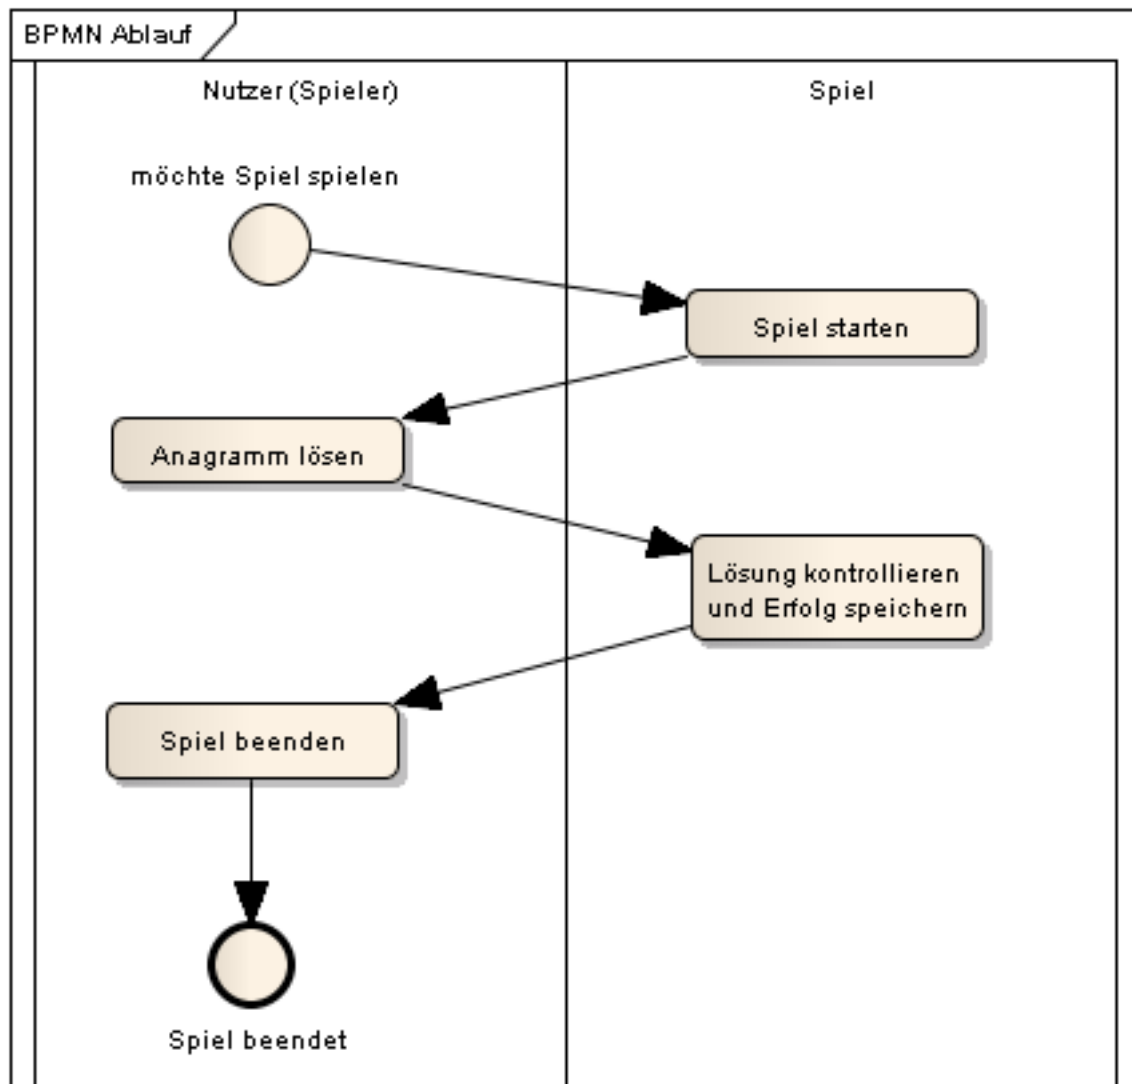 BPMN Ablauf
Nutzer (Spieler)
Spiel
möchte Spiel spielen
Spiel starten
Anagramm lösen
Lösung kontrollieren
und Erfolg speichern
Spiel beenden
Spiel beendet